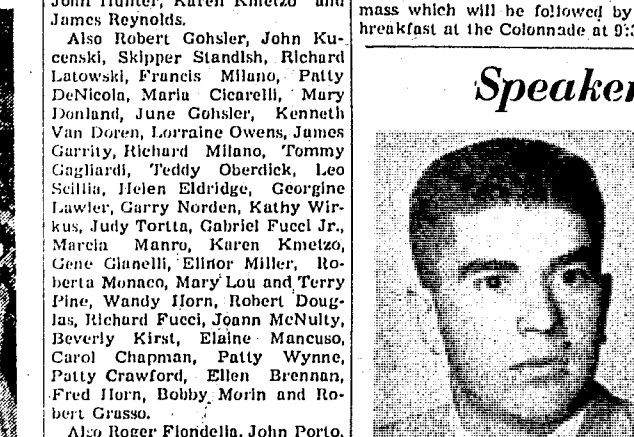 John Hunter, Karen Kmetzo and
James Reynolds.
Also Robert Gohsler, John Ku-
censki, Skipper Standish, Richard
Latowski, Francis Milano, Patty
DeNicola, Maria Cicarelli, Mary
Donland, June Gohsler, Kenneth
Van Doren, Lorraine Owens, James
Garrity, Richard Milano, Tommy
Gagliardi, Teddy Oberdick, Leo
Scillia, Helen Eldridge, Georgine
Lawler, Garry Norden, Kathy Wir-
kus, Judy Tortta, Gabriel Fucci Jr.,
Marcia Manro, Karen Kmetzo,
Gene Gianelli, Elinor Miller, Ro-
berta Monaco, Mary Lou and Terry
Pine, Wandy Horn, Robert Doug-
las, Richard Fucci, Joann McNulty,
Beverly Kirst, Elaine Mancuso,
Carol Chapman, Patty Wynne,
Patty Crawford, Ellen Brennan,
Fred Horn, Bobby Morin and Ro-
bert Grasso.
Also Roger Fiondella, John Porto,
mass which will be followed by
breakfast at the Colonnade at 9:3
Speaker